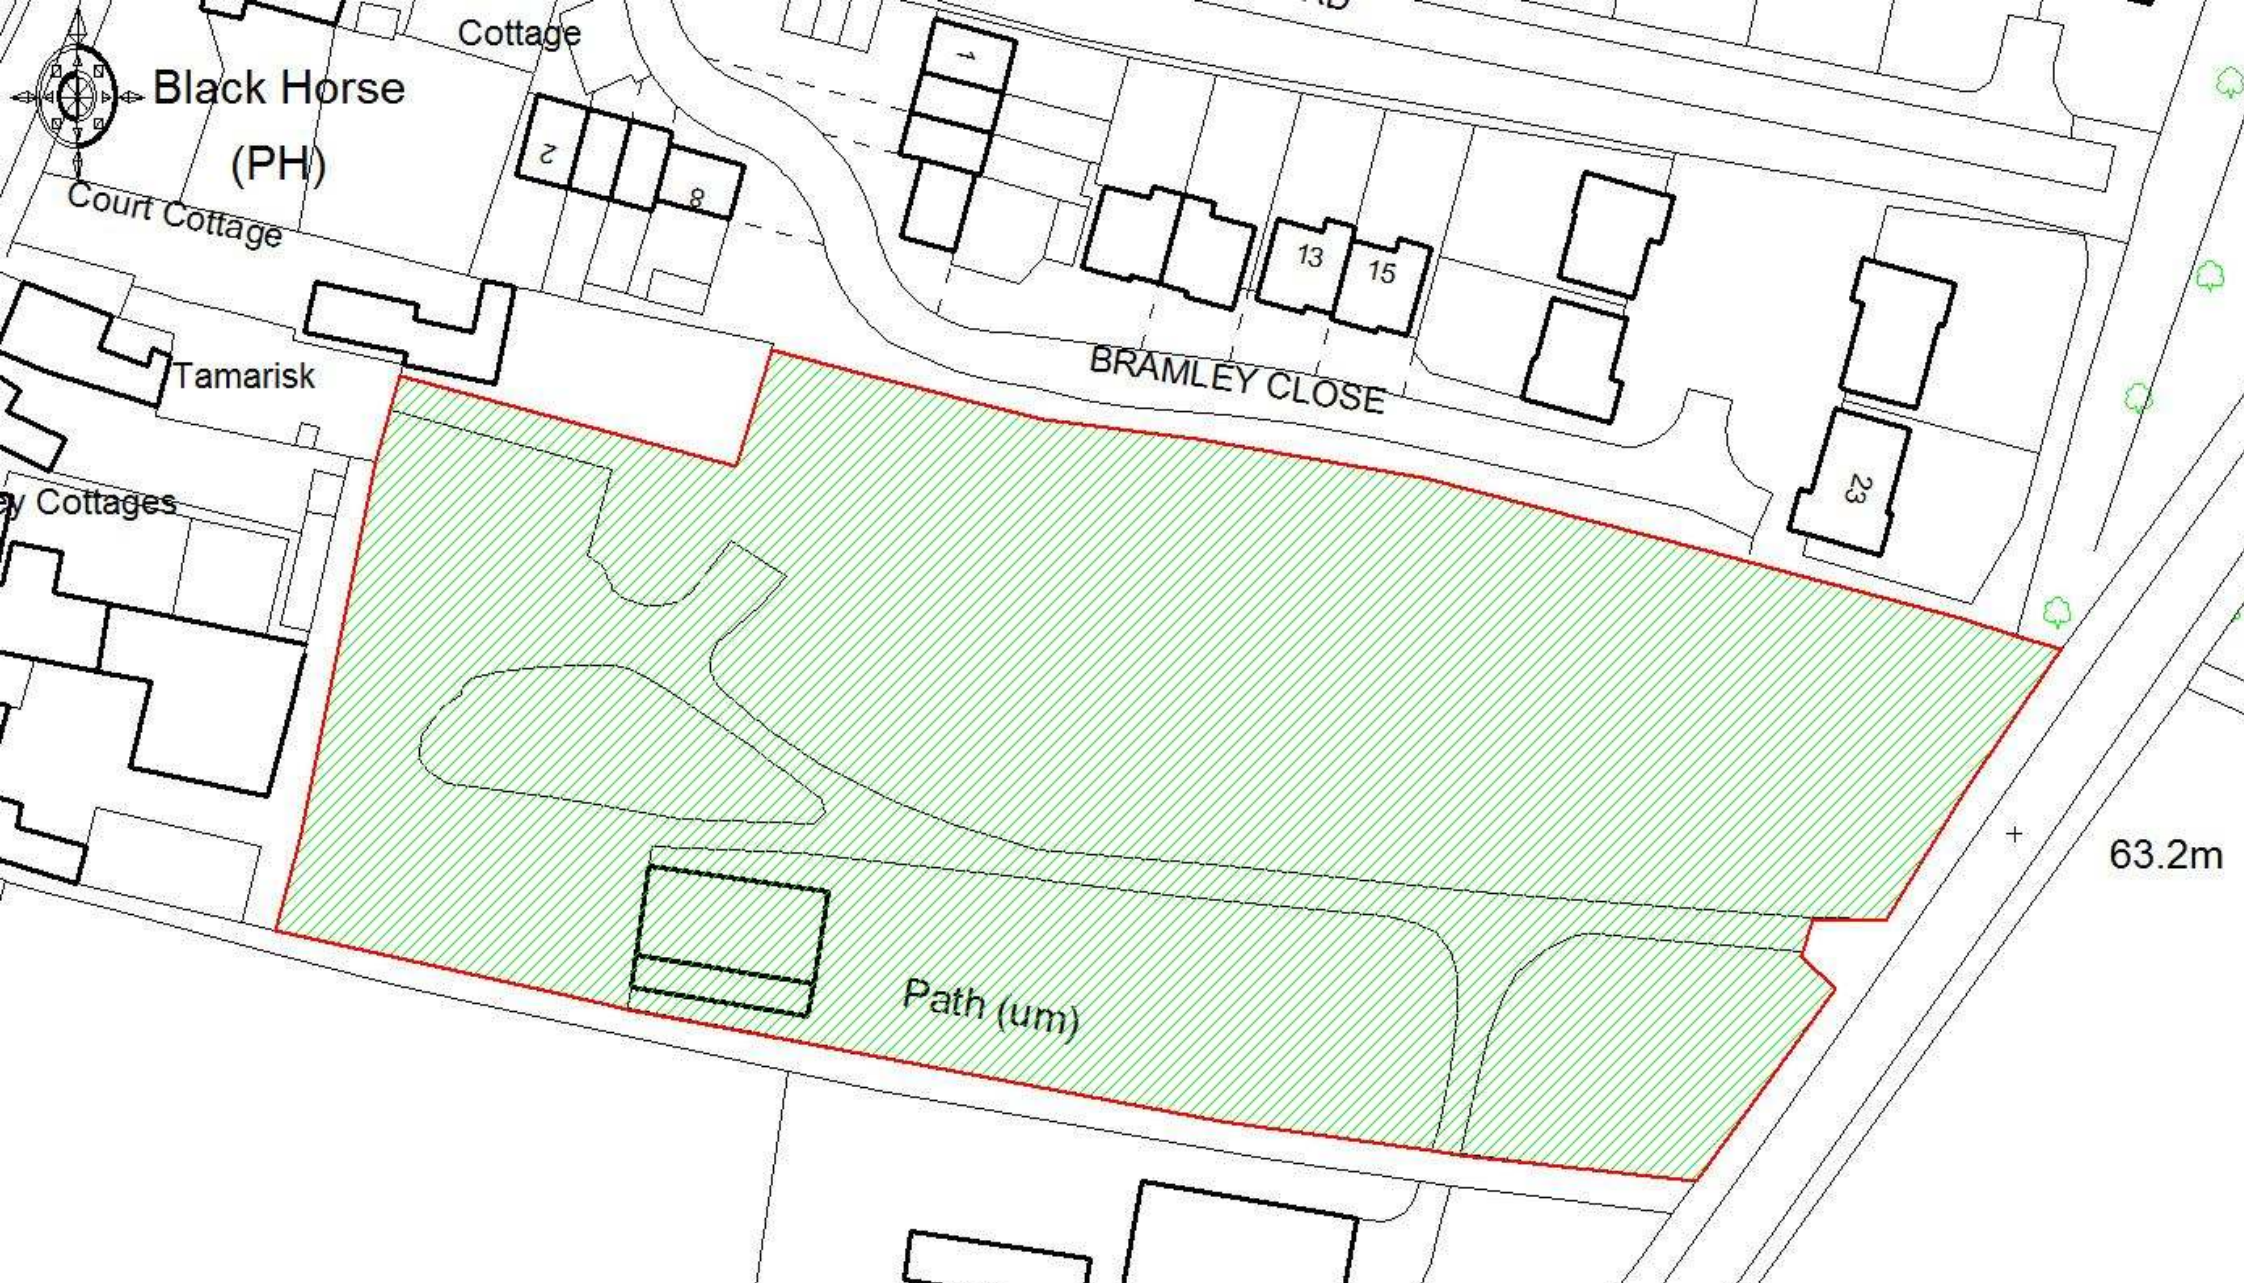 Cottage
1
Black Horse
(PH)
2
8
Court Cottage
13
15
Tamarisk
BRAMLEY CLOSE
23
Cottages
63.2m
Path (um)